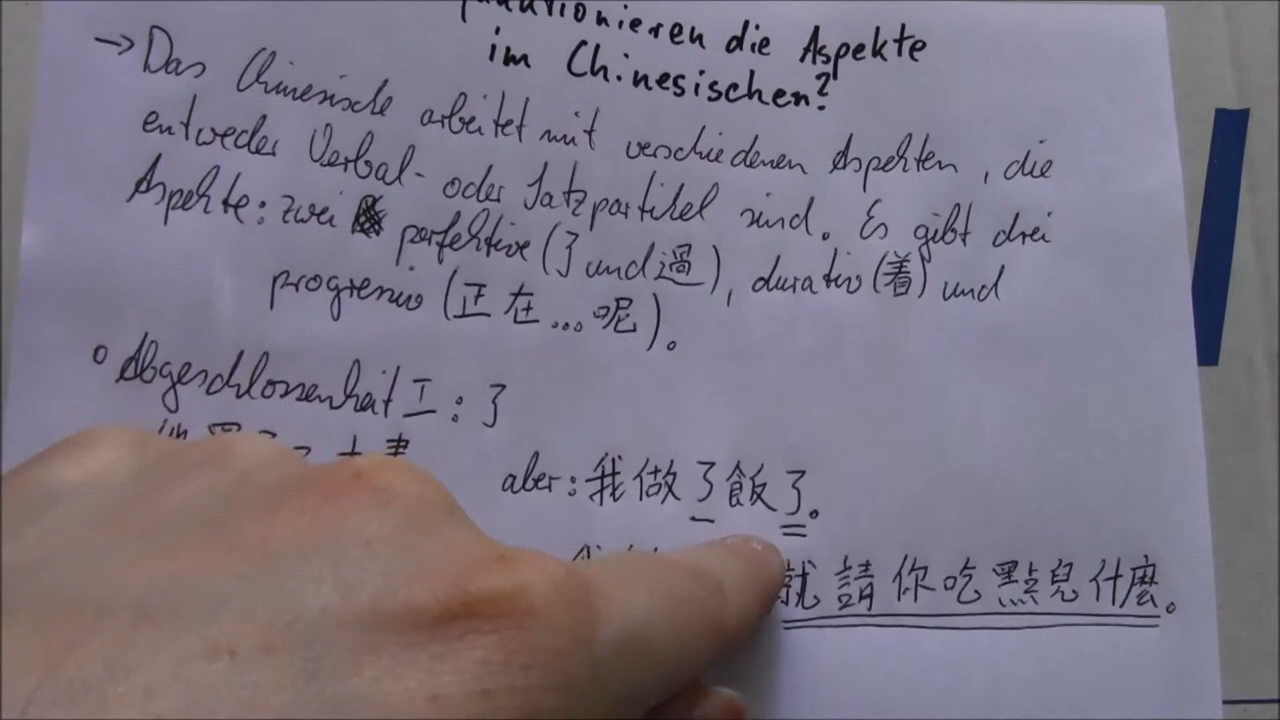 funktionieren die Aspekte
im Chinesischen?
→ Das Chinesische arbeitet mit verschiedenen Aspekten, die
entweder Verbal- oder Satzpartikel sind. Es gibt drei
Aspekte: zwei perfektive (了 und 過), durativ (着) und
progressiv (正在...呢).
○ Abgeschlossenheit I: 了
aber: 我做了飯了。
就請你吃點兒什麼。